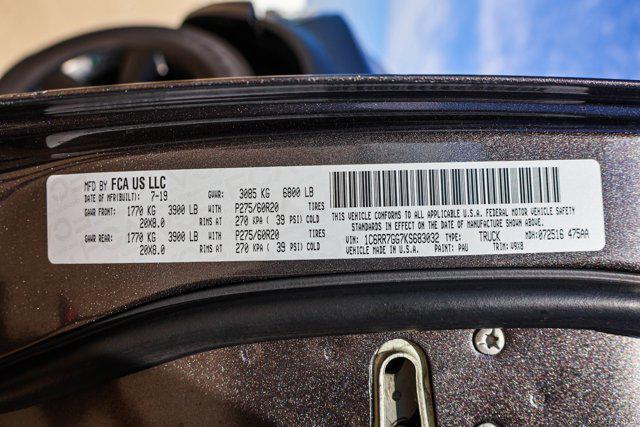 MFD BY FCA US LLC
DATE OF MFR(BUILT): 7-19 GVWR: 3085 KG 6800 LB
GAWR FRONT: 1770 KG 3900 LB WITH P275/60R20 TIRES
20X8.0 RIMS AT 270 KPA ( 39 PSI) COLD
GAWR REAR: 1770 KG 3900 LB WITH P275/60R20 TIRES
20X8.0 RIMS AT 270 KPA ( 39 PSI) COLD
THIS VEHICLE CONFORMS TO ALL APPLICABLE U.S.A. FEDERAL MOTOR VEHICLE SAFETY
STANDARDS IN EFFECT ON THE DATE OF MANUFACTURE SHOWN ABOVE.
VIN: 1C6RR7GG7KS683032 TYPE: TRUCK MDH: 072516 475AA
VEHICLE MADE IN U.S.A. PAINT: PAU TRIM: V9X8